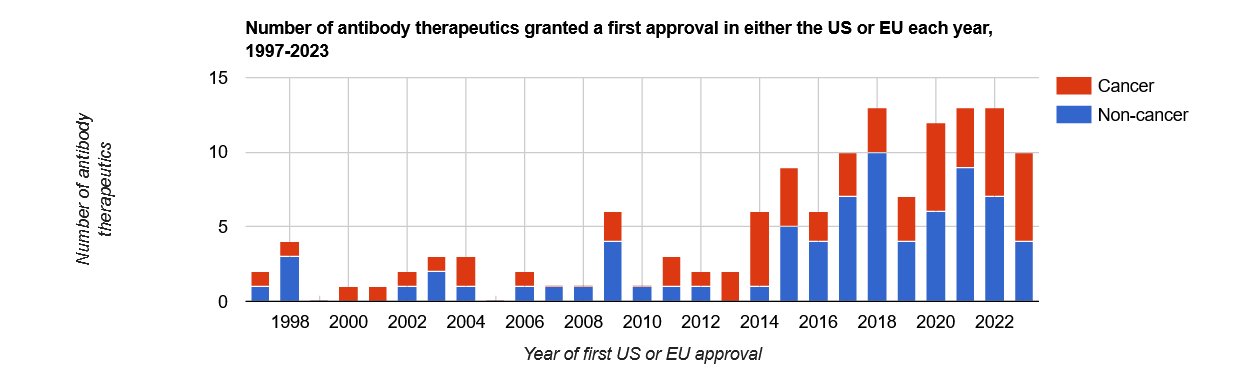 Number of antibody therapeutics granted a first approval in either the US or EU each year,
1997-2023
15
10
5
0
Number of antibody
therapeutics
Cancer
Non-cancer
1998 2000 2002 2004 2006 2008 2010 2012 2014 2016 2018 2020 2022
Year of first US or EU approval